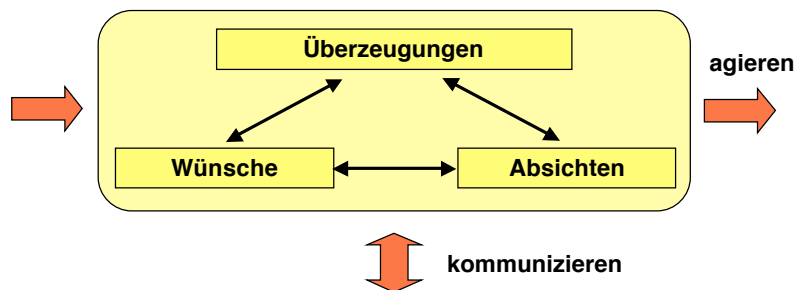 Überzeugungen
agieren
Wünsche
Absichten
kommunizieren